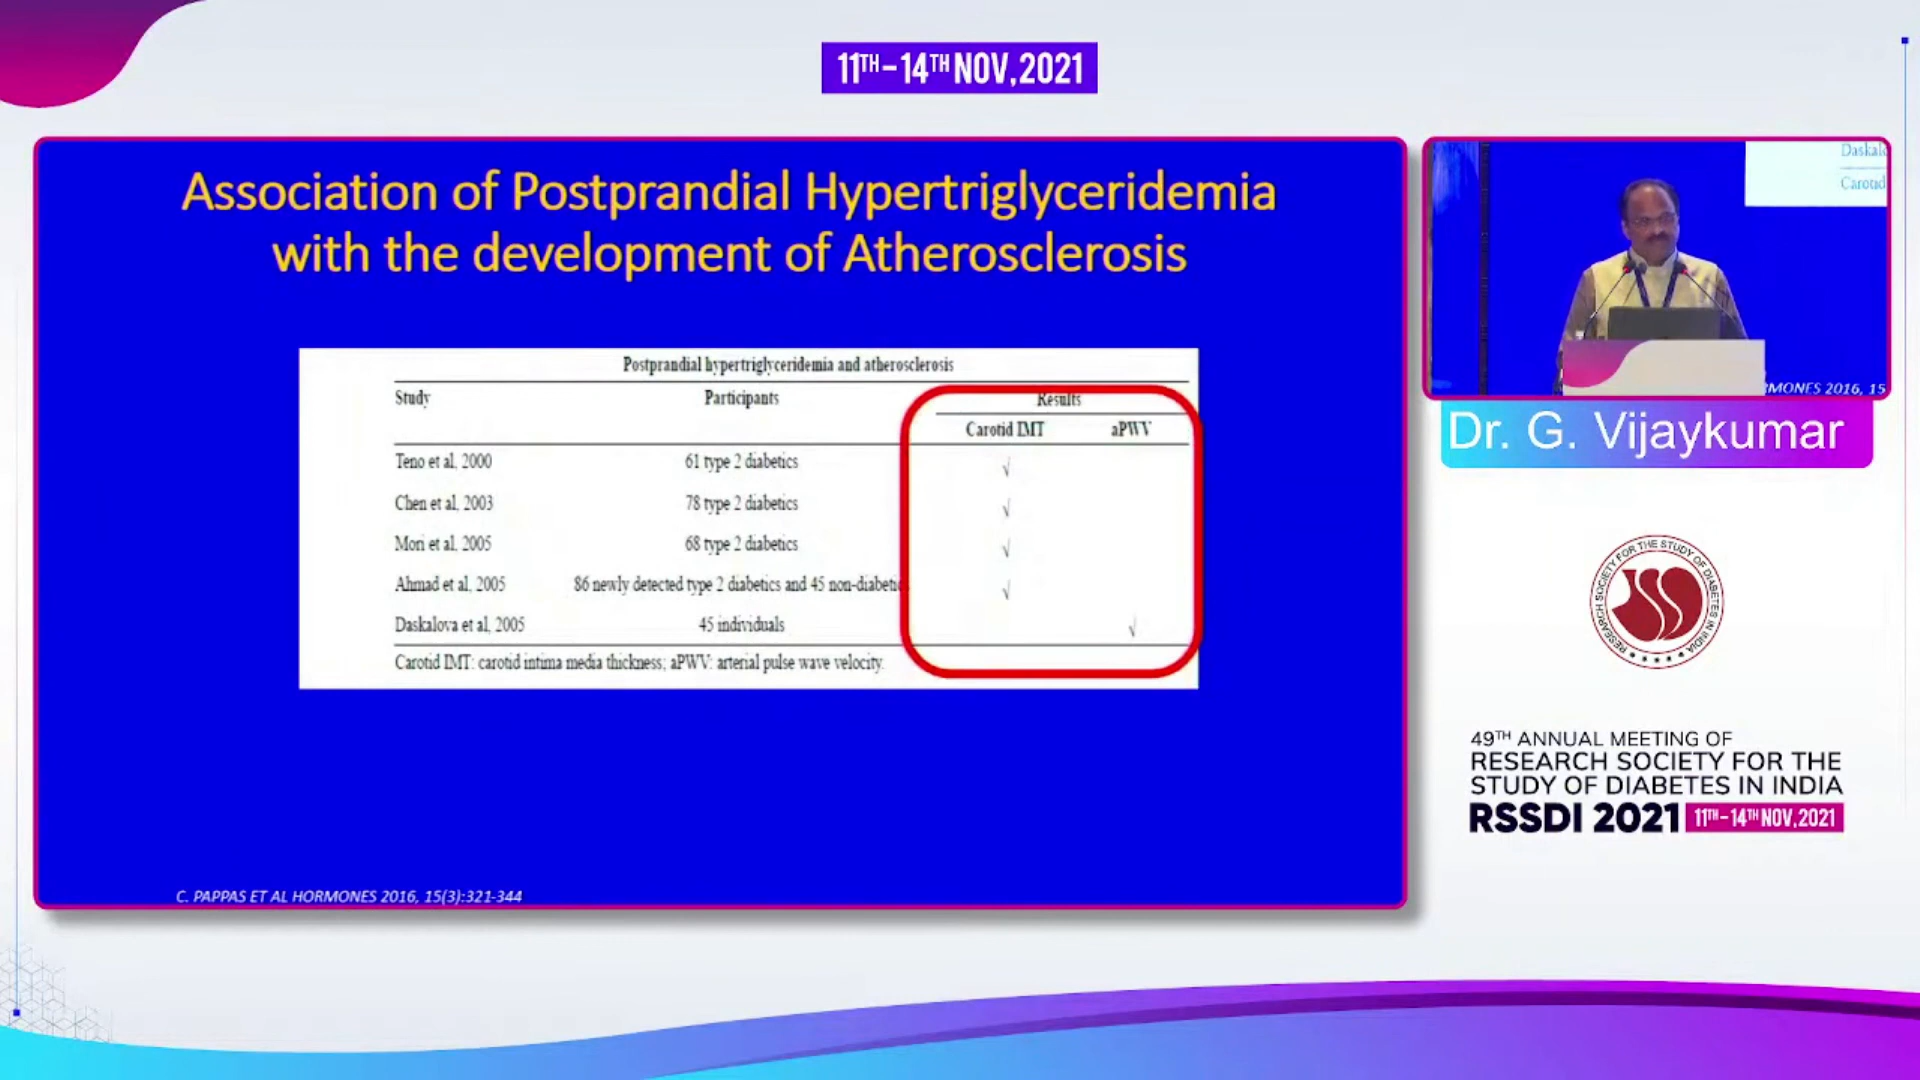 11TH-14TH NOV, 2021
Association of Postprandial Hypertriglyceridemia
with the development of Atherosclerosis
Postprandial hypertriglyceridemia and atherosclerosis
Study Participants Results
Carotid IMT aPWV
Teno et al, 2000 61 type 2 diabetics √
Chen et al, 2003 78 type 2 diabetics √
Mori et al, 2005 68 type 2 diabetics √
Ahmad et al, 2005 86 newly detected type 2 diabetics and 45 non-diabetic √
Daskalova et al, 2005 45 individuals √
Carotid IMT: carotid intima media thickness; aPWV: arterial pulse wave velocity.
C. PAPPAS ET AL HORMONES 2016, 15(3):321-344
Daskalo
Carotid
RMONES 2016, 15
Dr. G. Vijaykumar
RESEARCH SOCIETY FOR THE STUDY OF DIABETES IN INDIA
49TH ANNUAL MEETING OF
RESEARCH SOCIETY FOR THE
STUDY OF DIABETES IN INDIA
RSSDI 2021 11TH-14TH NOV, 2021